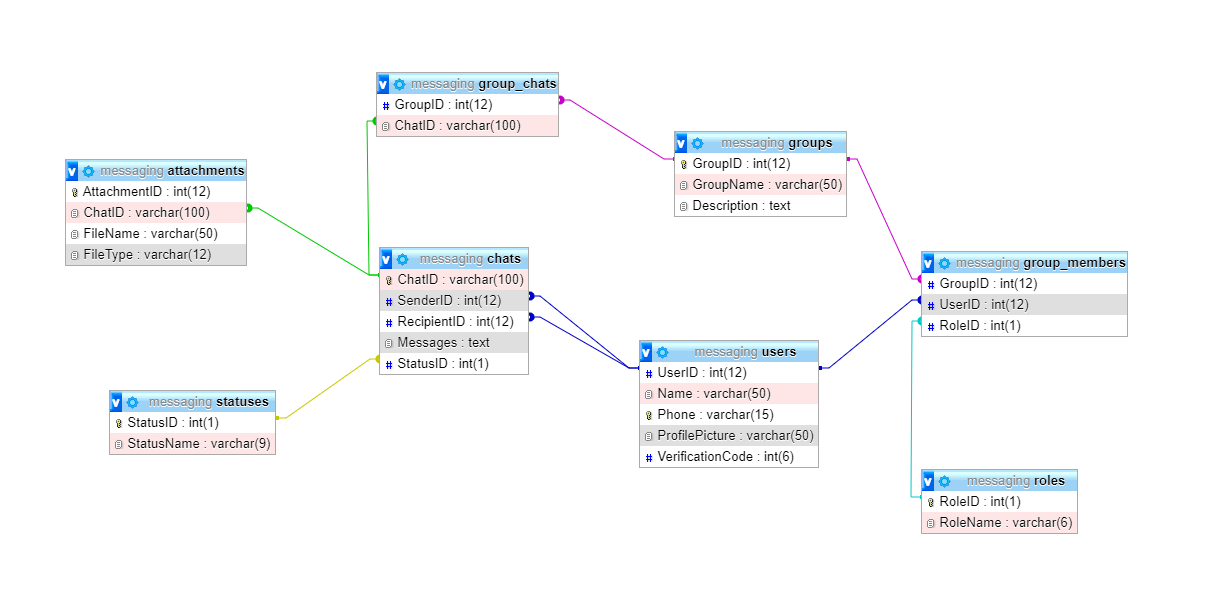 messaging group_chats
# GroupID : int(12)
ChatID : varchar(100)
messaging groups
GroupID : int(12)
GroupName : varchar(50)
Description : text
messaging attachments
AttachmentID : int(12)
ChatID : varchar(100)
FileName : varchar(50)
FileType : varchar(12)
messaging chats
ChatID : varchar(100)
# SenderID : int(12)
# RecipientID : int(12)
Messages : text
# StatusID : int(1)
messaging group_members
# GroupID : int(12)
# UserID : int(12)
# RoleID : int(1)
messaging users
# UserID : int(12)
Name : varchar(50)
Phone : varchar(15)
ProfilePicture : varchar(50)
# VerificationCode : int(6)
messaging statuses
StatusID : int(1)
StatusName : varchar(9)
messaging roles
RoleID : int(1)
RoleName : varchar(6)